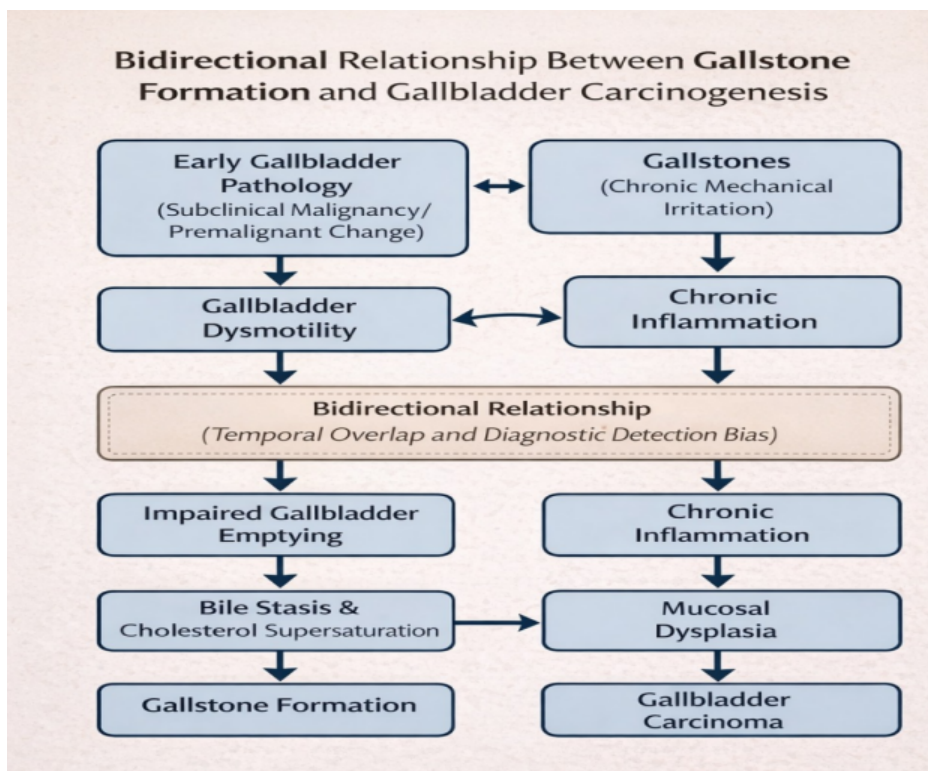 Bidirectional Relationship Between Gallstone
Formation and Gallbladder Carcinogenesis
Early Gallbladder
Pathology
(Subclinical Malignancy/
Premalignant Change)
Gallstones
(Chronic Mechanical
Irritation)
Gallbladder
Dysmotility
Chronic
Inflammation
Bidirectional Relationship
(Temporal Overlap and Diagnostic Detection Bias)
Impaired Gallbladder
Emptying
Chronic
Inflammation
Bile Stasis &
Cholesterol Supersaturation
Mucosal
Dysplasia
Gallstone Formation
Gallbladder
Carcinoma